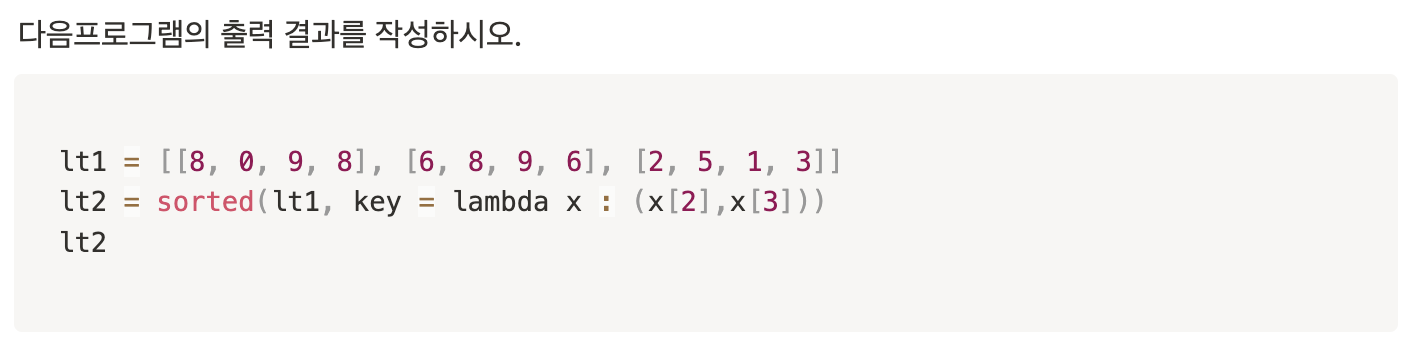 다음프로그램의 출력 결과를 작성하시오.
lt1 = [[8, 0, 9, 8], [6, 8, 9, 6], [2, 5, 1, 3]]
lt2 = sorted(lt1, key = lambda x : (x[2],x[3]))
lt2